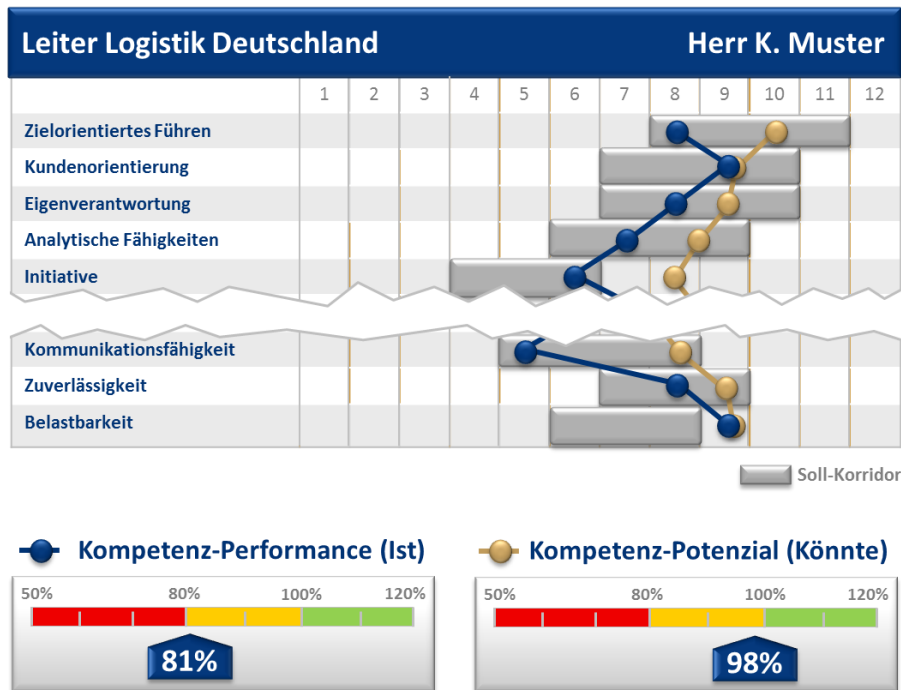 Leiter Logistik Deutschland Herr K. Muster
1 2 3 4 5 6 7 8 9 10 11 12
Zielorientiertes Führen
Kundenorientierung
Eigenverantwortung
Analytische Fähigkeiten
Initiative
Kommunikationsfähigkeit
Zuverlässigkeit
Belastbarkeit
Soll-Korridor
Kompetenz-Performance (Ist) Kompetenz-Potenzial (Könnte)
50% 80% 100% 120% 50% 80% 100% 120%
81% 98%